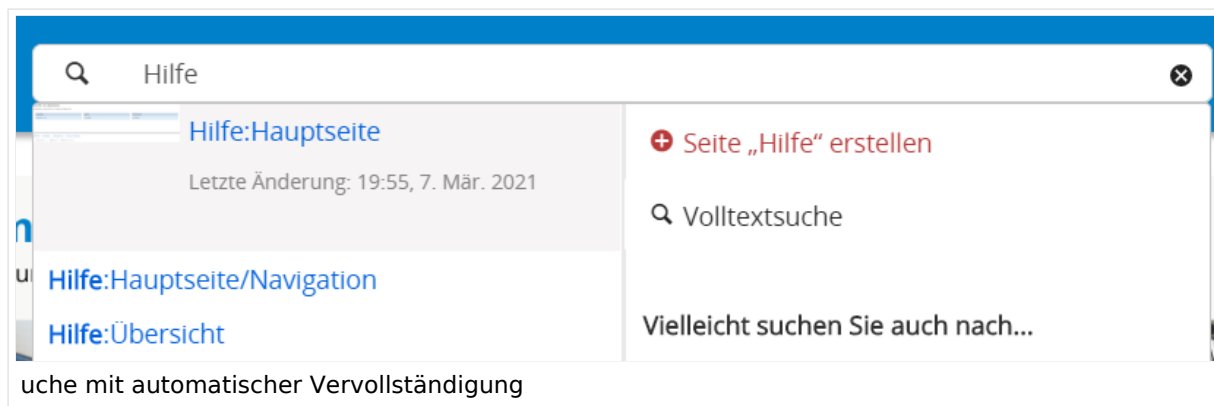 Hilfe
Hilfe:Hauptseite
Letzte Änderung: 19:55, 7. Mär. 2021
Hilfe:Hauptseite/Navigation
Hilfe:Übersicht
Seite „Hilfe“ erstellen
Volltextsuche
Vielleicht suchen Sie auch nach...
uche mit automatischer Vervollständigung